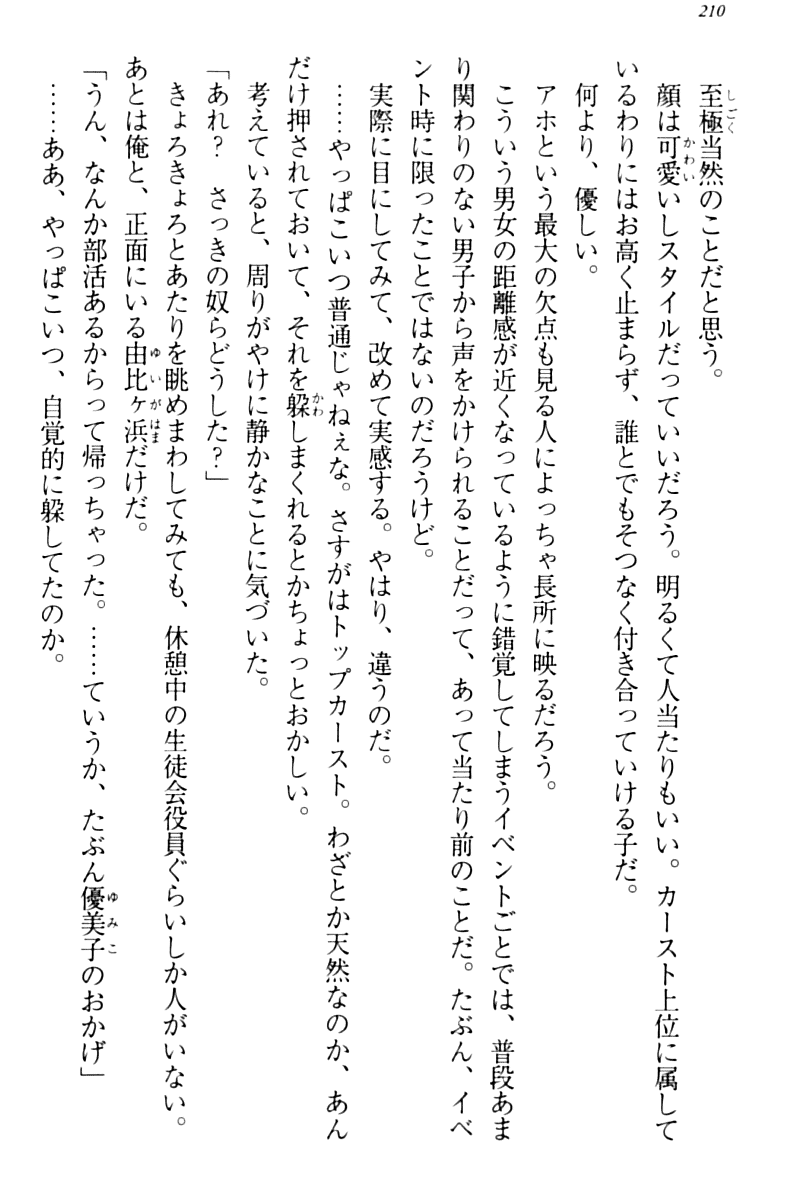 210
至極当然のことだと思う。
顔は可愛いしスタイルだっていいだろう。明るくて人当たりもいい。カースト上位に属して
いるわりにはお高く止まらず、誰とでもそつなく付き合っていける子だ。
何より、優しい。
アホという最大の欠点も見る人によっちゃ長所に映るだろう。
こういう男女の距離感が近くなっているように錯覚してしまうイベントごとでは、普段あま
り関わりのない男子から声をかけられることだって、あって当たり前のことだ。たぶん、イベ
ント時に限ったことではないのだろうけど。
実際に目にしてみて、改めて実感する。やはり、違うのだ。
……やっぱこいつ普通じゃねぇな。さすがはトップカースト。わざとか天然なのか、あん
だけ押されておいて、それを躱しまくれるとかちょっとおかしい。
考えていると、周りがやけに静かなことに気づいた。
「あれ？　さっきの奴らどうした？」
きょろきょろとあたりを眺めまわしてみても、休憩中の生徒会役員ぐらいしか人がいない。
あとは俺と、正面にいる由比ヶ浜だけだ。
「うん、なんか部活あるからって帰っちゃった。……ていうか、たぶん優美子のおかげ」
……ああ、やっぱこいつ、自覚的に躱してたのか。